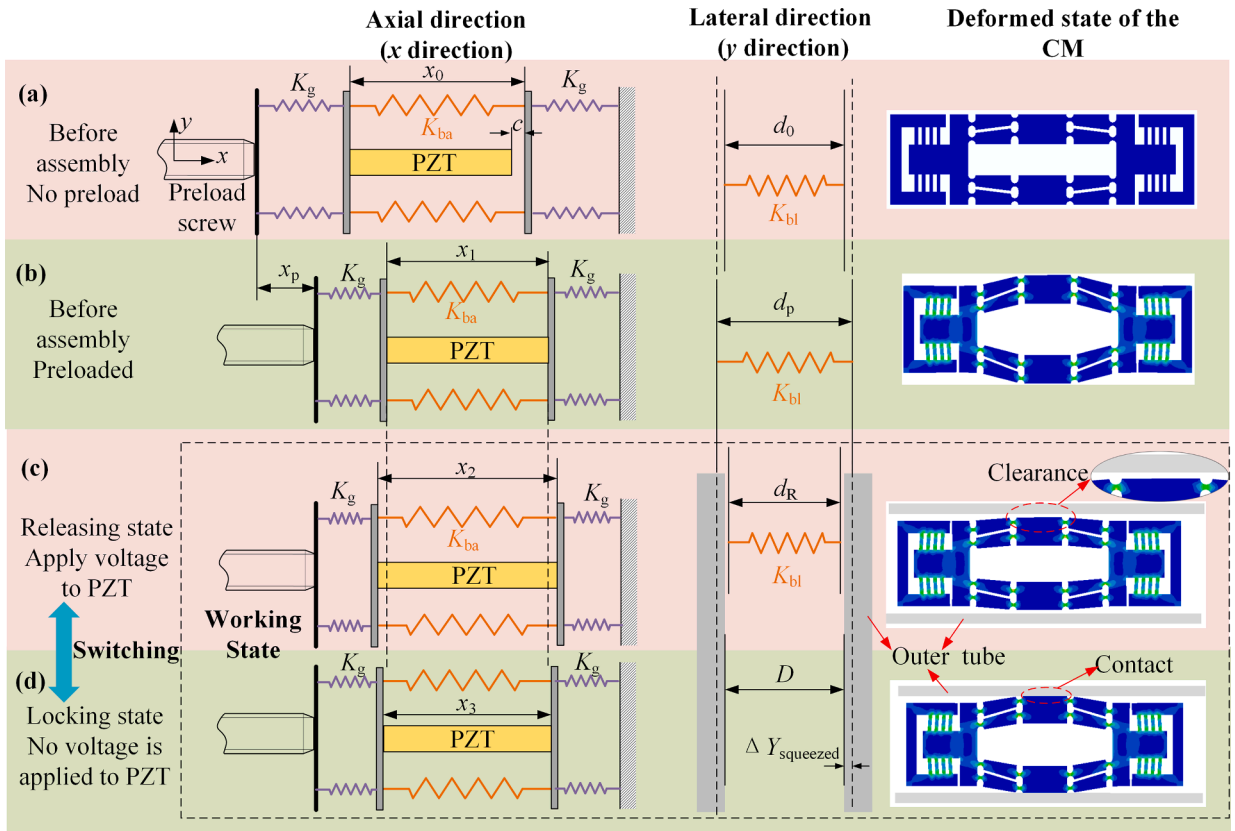 Axial direction
(x direction)
Lateral direction
(y direction)
Deformed state of the
CM
(a)
Before
assembly
No preload
y
x
Preload
screw
Kg
x0
Kba
c
PZT
Kg
d0
Kbl
(b)
Before
assembly
Preloaded
xp
Kg
x1
Kba
PZT
Kg
dp
Kbl
(c)
Releasing state
Apply voltage
to PZT
Kg
x2
Kba
PZT
Kg
dR
Kbl
Clearance
Switching
Working
State
Outer tube
(d)
Locking state
No voltage is
applied to PZT
Kg
x3
PZT
Kg
D
Δ Ysqueezed
Contact